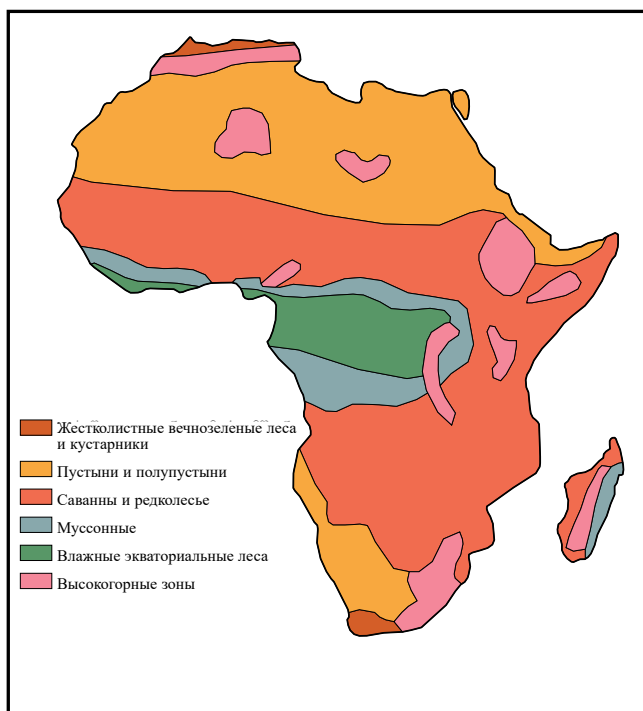 Жестколистные вечнозеленые леса
и кустарники
Пустыни и полупустыни
Саванны и редколесье
Муссонные
Влажные экваториальные леса
Высокогорные зоны